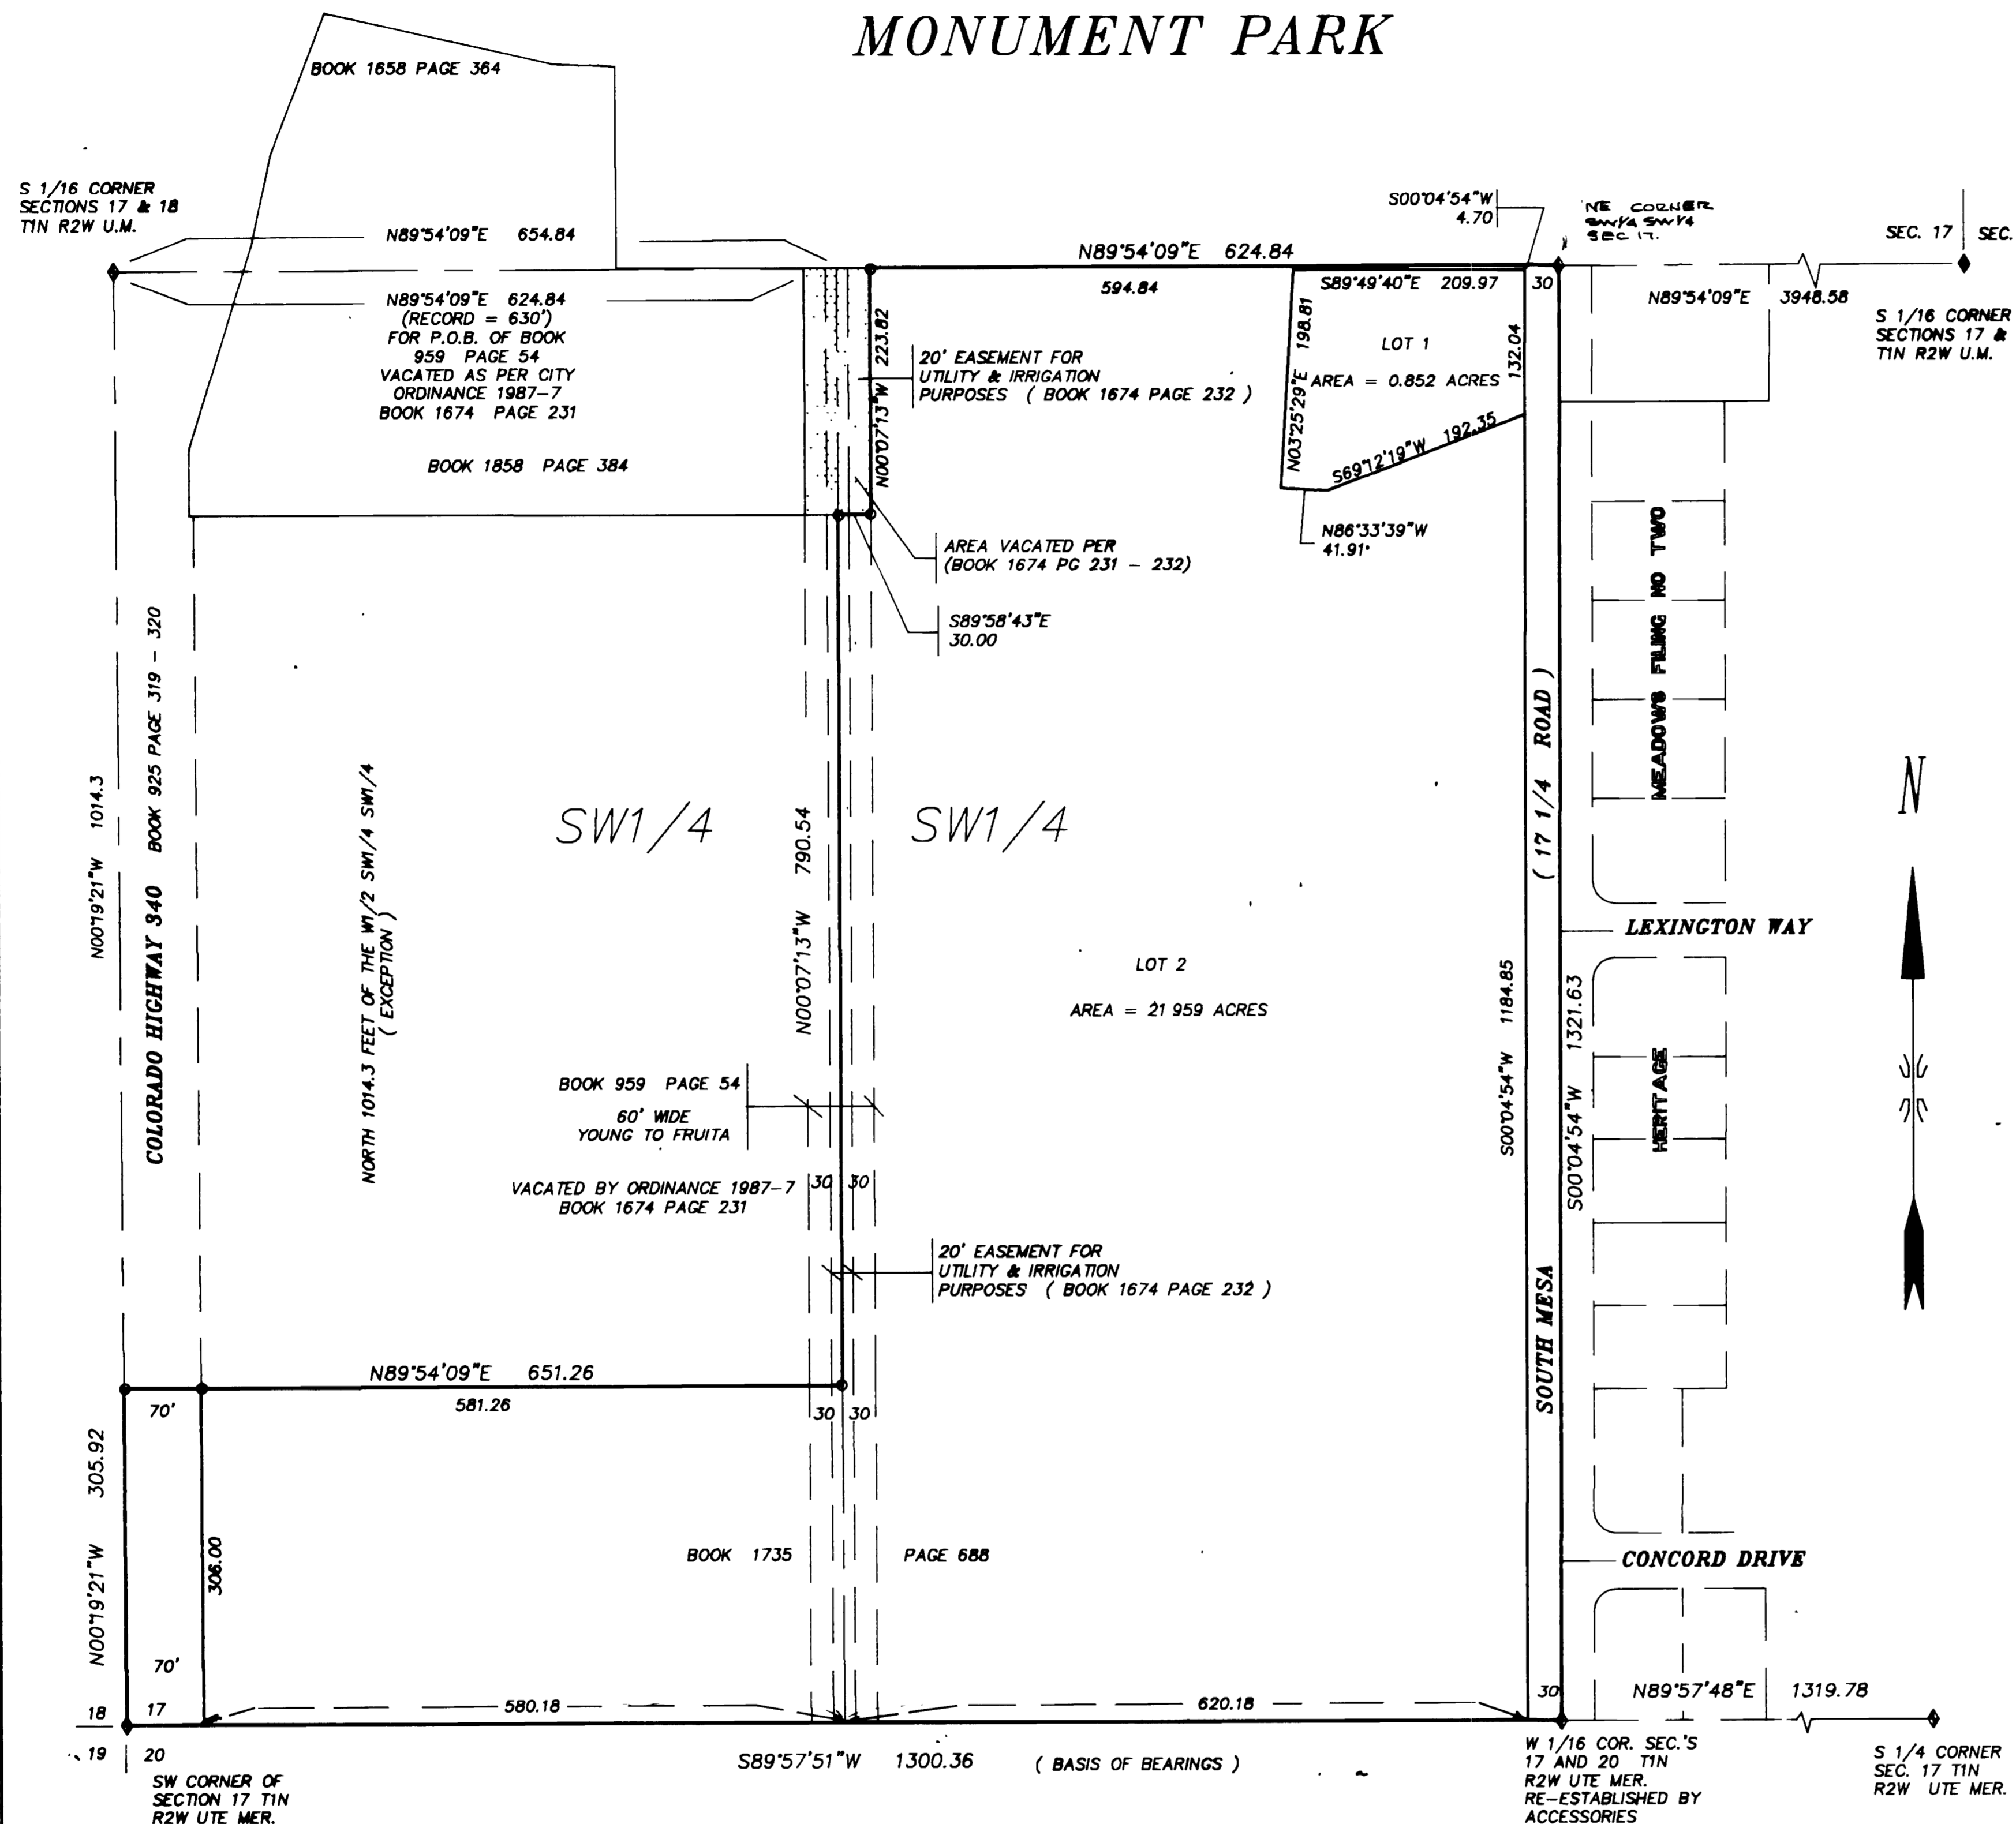 MONUMENT PARK
BOOK 1658 PAGE 364
S 1/16 CORNER
SECTIONS 17 & 18
T1N R2W U.M.
N89°54'09"E 654.84
N89°54'09"E 624.84
(RECORD = 630')
FOR P.O.B. OF BOOK
959 PAGE 54
VACATED AS PER CITY
ORDINANCE 1987-7
BOOK 1674 PAGE 231
BOOK 1858 PAGE 384
N89°54'09"E 624.84
594.84
S00°04'54"W
4.70
NE CORNER
SW1/4 SW1/4
SEC 17.
SEC. 17
SEC.
N89°54'09"E 3948.58
S 1/16 CORNER
SECTIONS 17 &
T1N R2W U.M.
S89°49'40"E 209.97
30
N03°25'29"E 198.81
LOT 1
AREA = 0.852 ACRES
132.04
S69°12'19"W 192.35
N86°33'39"W
41.91'
N00°07'13"W 223.82
20' EASEMENT FOR
UTILITY & IRRIGATION
PURPOSES ( BOOK 1674 PAGE 232 )
AREA VACATED PER
(BOOK 1674 PG 231 - 232)
S89°58'43"E
30.00
N00°19'21"W 1014.3
COLORADO HIGHWAY 340 BOOK 925 PAGE 319 - 320
NORTH 1014.3 FEET OF THE W1/2 SW1/4 SW1/4
( EXCEPTION )
SW1/4
SW1/4
N00°07'13"W 790.54
LOT 2
AREA = 21 959 ACRES
BOOK 959 PAGE 54
60' WIDE
YOUNG TO FRUITA
VACATED BY ORDINANCE 1987-7
BOOK 1674 PAGE 231
30
30
20' EASEMENT FOR
UTILITY & IRRIGATION
PURPOSES ( BOOK 1674 PAGE 232 )
SOUTH MESA
( 17 1/4 ROAD )
S00°04'54"W 1184.85
S00°04'54"W 1321.63
MEADOWS FILING NO TWO
HERITAGE
N
LEXINGTON WAY
CONCORD DRIVE
N89°54'09"E 651.26
581.26
70'
30
30
N00°19'21"W 305.92
306.00
70'
BOOK 1735
PAGE 688
18
17
19
20
580.18
620.18
30
N89°57'48"E 1319.78
S89°57'51"W 1300.36 ( BASIS OF BEARINGS )
SW CORNER OF
SECTION 17 T1N
R2W UTE MER.
W 1/16 COR. SEC.'S
17 AND 20 T1N
R2W UTE MER.
RE-ESTABLISHED BY
ACCESSORIES
S 1/4 CORNER
SEC. 17 T1N
R2W UTE MER.